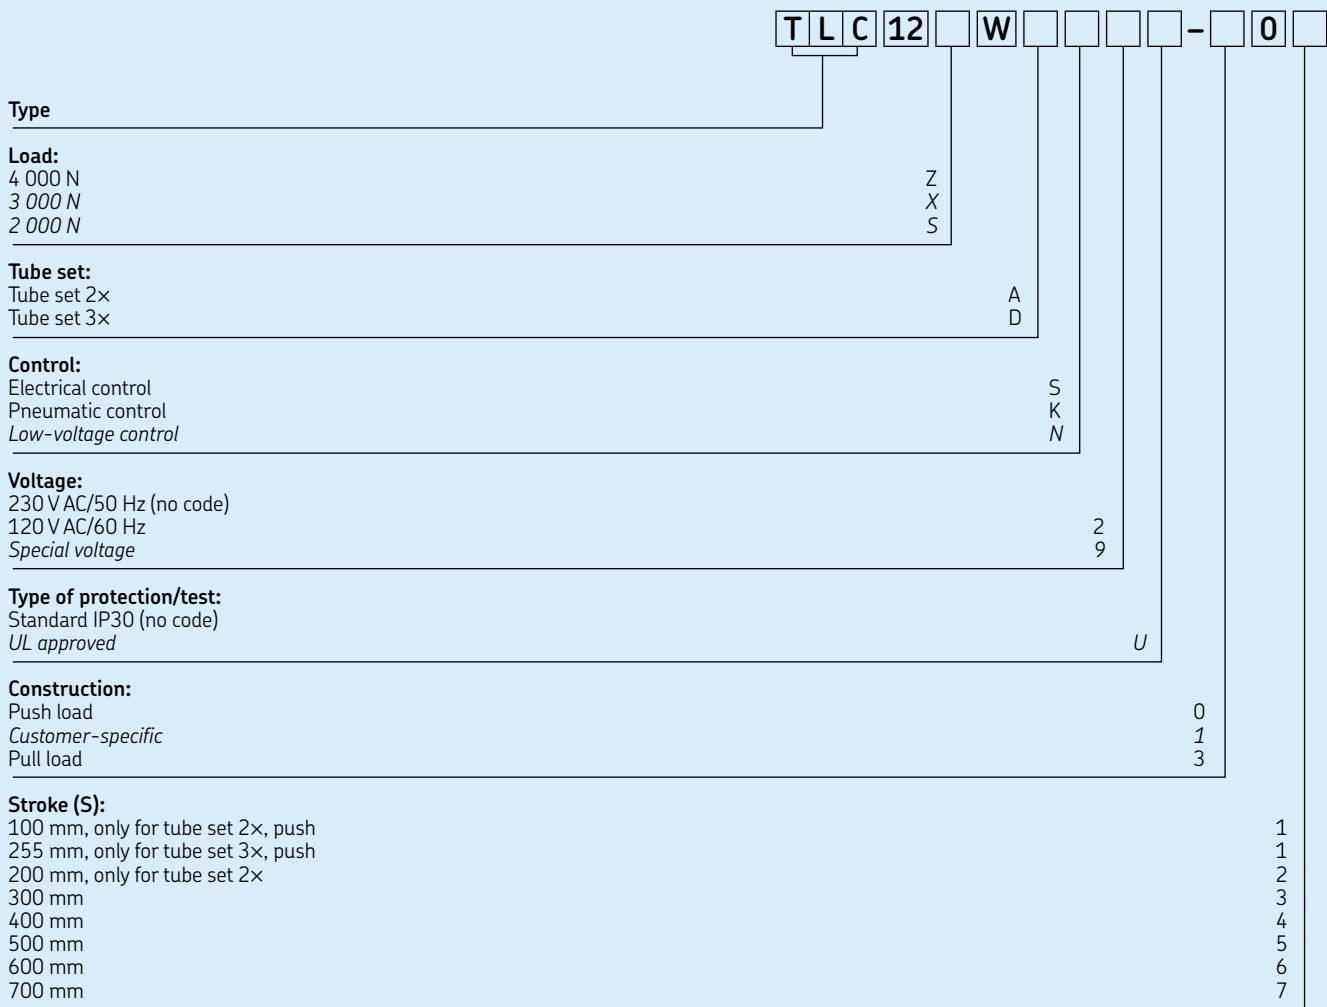 TLC 12 W – 0
Type
Load:
4 000 N Z
3 000 N X
2 000 N S
Tube set:
Tube set 2× A
Tube set 3× D
Control:
Electrical control S
Pneumatic control K
Low-voltage control N
Voltage:
230 V AC/50 Hz (no code)
120 V AC/60 Hz 2
Special voltage 9
Type of protection/test:
Standard IP30 (no code)
UL approved U
Construction:
Push load 0
Customer-specific 1
Pull load 3
Stroke (S):
100 mm, only for tube set 2×, push 1
255 mm, only for tube set 3×, push 1
200 mm, only for tube set 2× 2
300 mm 3
400 mm 4
500 mm 5
600 mm 6
700 mm 7